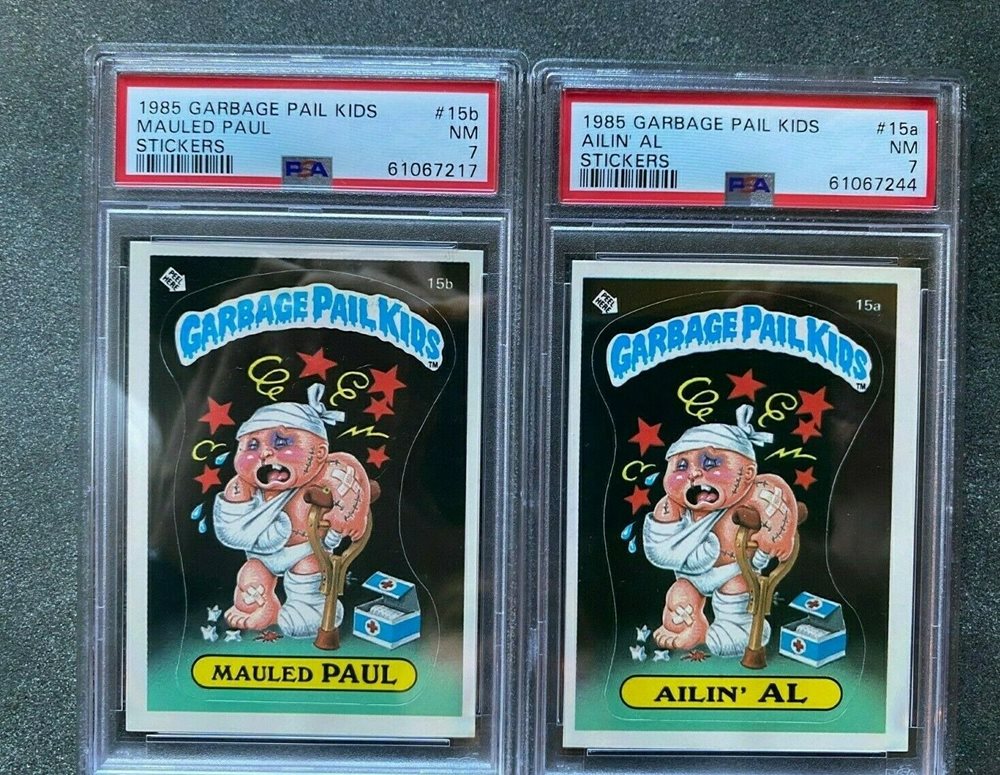 1985 GARBAGE PAIL KIDS #15b
MAULED PAUL NM
STICKERS 7
PSA 61067217
PEEL HERE
15b
GARBAGE PAIL KIDS TM
MAULED PAUL
1985 GARBAGE PAIL KIDS #15a
AILIN' AL NM
STICKERS 7
PSA 61067244
PEEL HERE
15a
GARBAGE PAIL KIDS TM
AILIN' AL